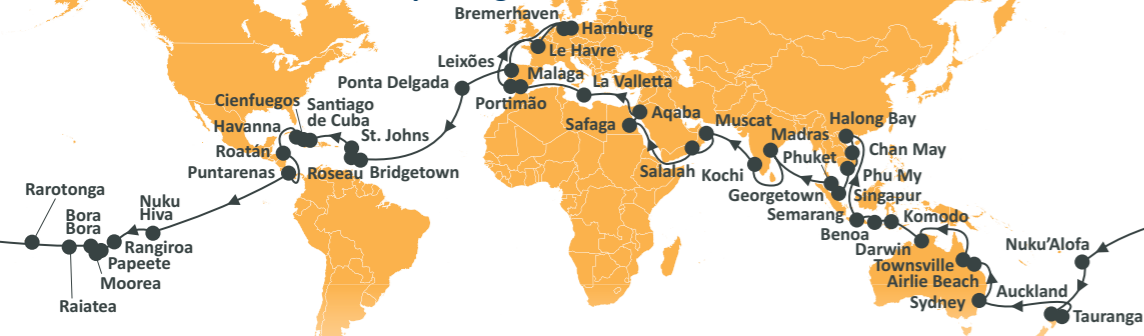 Bremerhaven
Hamburg
Le Havre
Leixões
Malaga
La Valletta
Ponta Delgada
Portimão
Cienfuegos
Santiago
de Cuba
Havanna
St. Johns
Roatán
Puntarenas
Roseau
Bridgetown
Aqaba
Safaga
Muscat
Salalah
Kochi
Madras
Halong Bay
Chan May
Phuket
Phu My
Georgetown
Singapur
Semarang
Benoa
Komodo
Darwin
Townsville
Airlie Beach
Sydney
Auckland
Tauranga
Nuku’Alofa
Rarotonga
Bora
Bora
Nuku
Hiva
Rangiroa
Papeete
Moorea
Raiatea